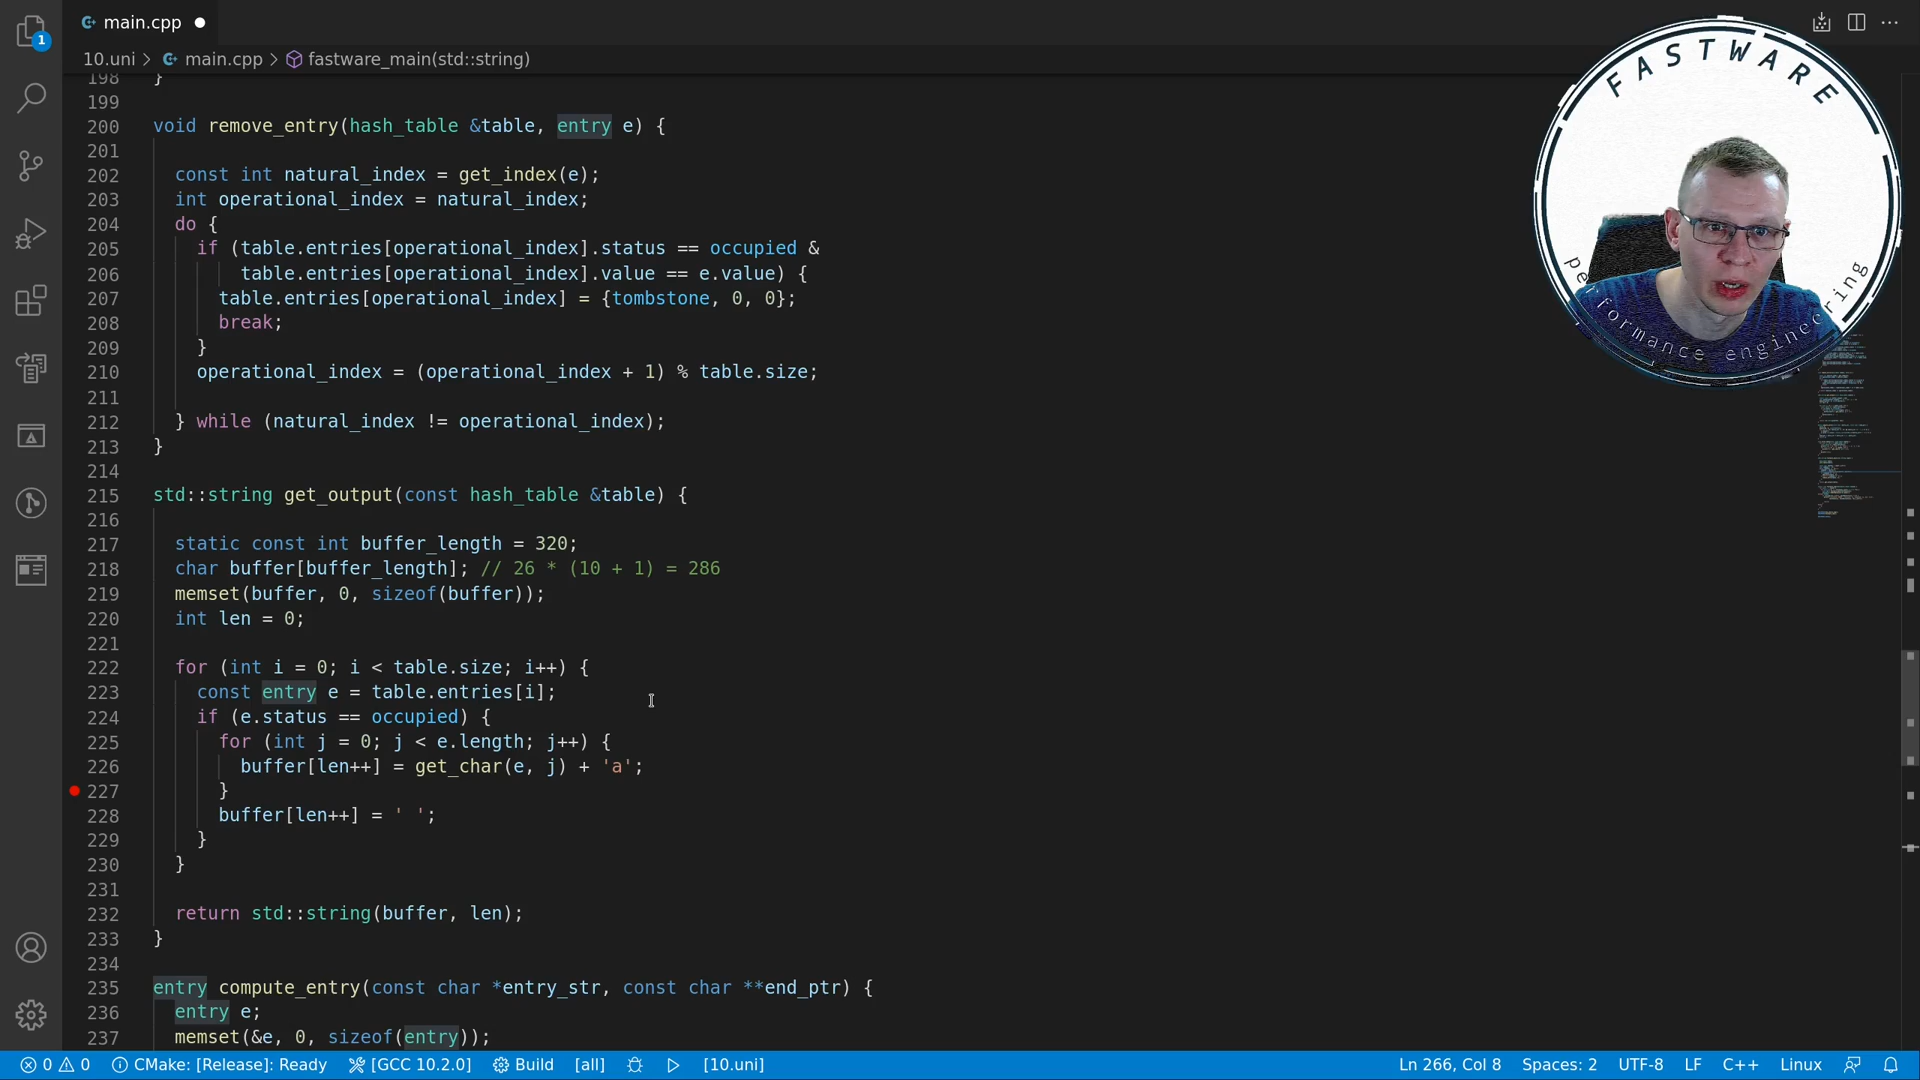 main.cpp
10.uni > main.cpp > fastware_main(std::string)
198 }
199
200 void remove_entry(hash_table &table, entry e) {
201
202 const int natural_index = get_index(e);
203 int operational_index = natural_index;
204 do {
205 if (table.entries[operational_index].status == occupied &
206 table.entries[operational_index].value == e.value) {
207 table.entries[operational_index] = {tombstone, 0, 0};
208 break;
209 }
210 operational_index = (operational_index + 1) % table.size;
211
212 } while (natural_index != operational_index);
213 }
214
215 std::string get_output(const hash_table &table) {
216
217 static const int buffer_length = 320;
218 char buffer[buffer_length]; // 26 * (10 + 1) = 286
219 memset(buffer, 0, sizeof(buffer));
220 int len = 0;
221
222 for (int i = 0; i < table.size; i++) {
223 const entry e = table.entries[i];
224 if (e.status == occupied) {
225 for (int j = 0; j < e.length; j++) {
226 buffer[len++] = get_char(e, j) + 'a';
227 }
228 buffer[len++] = ' ';
229 }
230 }
231
232 return std::string(buffer, len);
233 }
234
235 entry compute_entry(const char *entry_str, const char **end_ptr) {
236 entry e;
237 memset(&e, 0, sizeof(entry));
1
FASTWARE
performance engineering
0 0 CMake: [Release]: Ready [GCC 10.2.0] Build [all] [10.uni] Ln 266, Col 8 Spaces: 2 UTF-8 LF C++ Linux